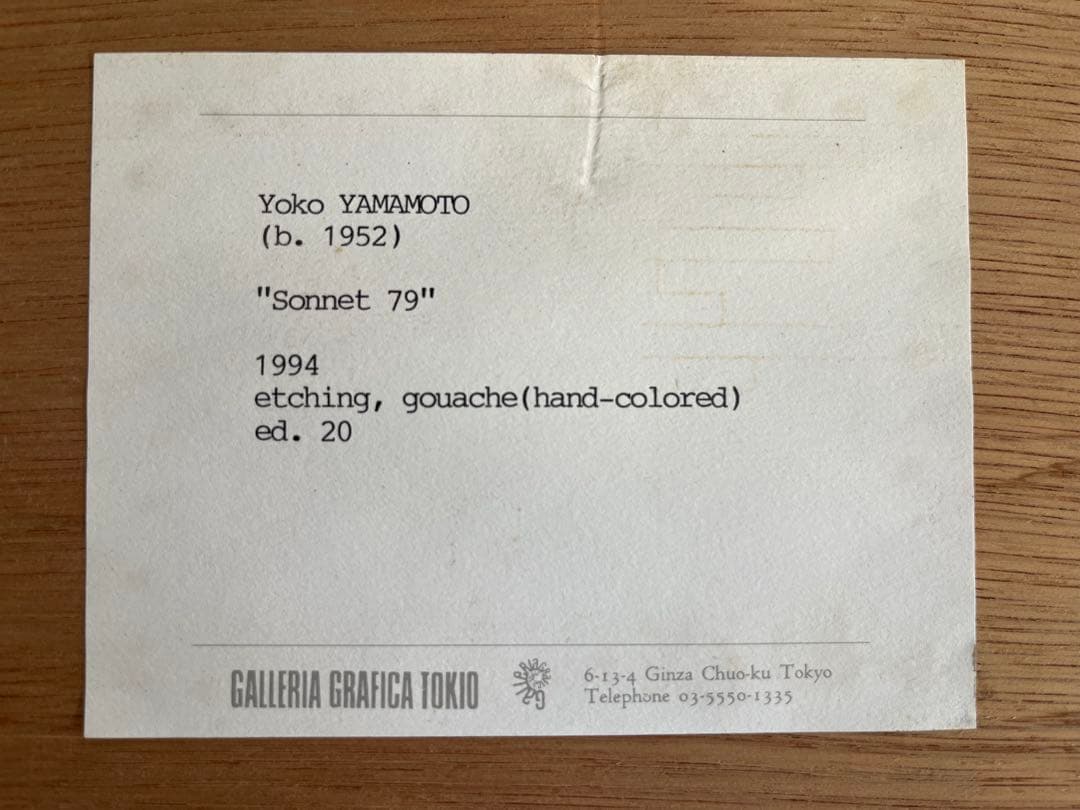 Yoko YAMAMOTO
(b. 1952)
"Sonnet 79"
1994
etching, gouache(hand-colored)
ed. 20
GALLERIA GRAFICA TOKIO
6-13-4 Ginza Chuo-ku Tokyo
Telephone 03-5550-1335